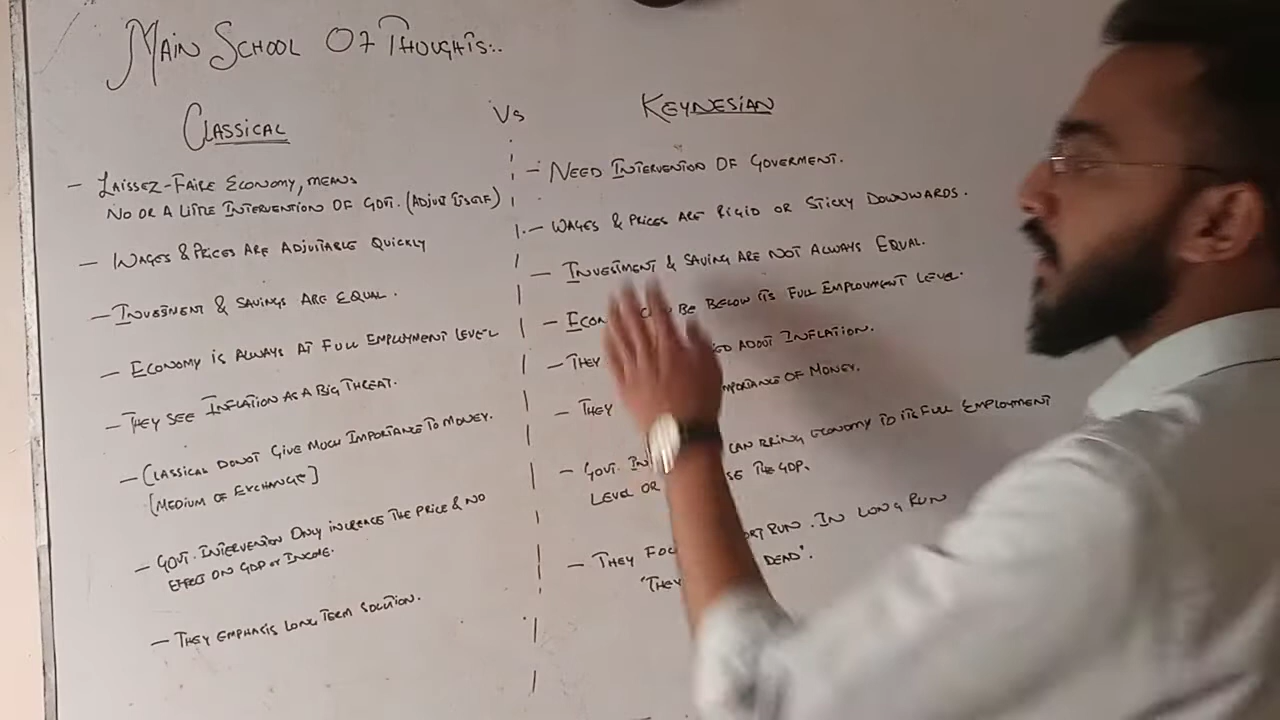 MAIN SCHOOL OF THOUGHTS..
CLASSICAL
- LAISSEZ-FAIRE ECONOMY, MEANS
NO OR A LITTLE INTERVENTION OF GOVT. (ADJUST ITSELF)
- WAGES & PRICES ARE ADJUSTABLE QUICKLY
- INVESTMENT & SAVINGS ARE EQUAL.
- ECONOMY IS ALWAYS AT FULL EMPLOYMENT LEVEL
- THEY SEE INFLATION AS A BIG THREAT.
- CLASSICAL DONOT GIVE MUCH IMPORTANCE TO MONEY.
[MEDIUM OF EXCHANGE]
- GOVT. INTERVENTION ONLY INCREASE THE PRICE & NO
EFFECT ON GDP or INCOME.
- THEY EMPHASIS LONG TERM SOLUTION.
Vs
KEYNESIAN
- NEED INTERVENTION OF GOVERMENT.
- WAGES & PRICES ARE RIGID OR STICKY DOWNWARDS.
- INVESTMENT & SAVING ARE NOT ALWAYS EQUAL.
- BE BELOW ITS FULL EMPLOYMENT LEVEL.
- THEY ABOUT INFLATION.
- THEY OF MONEY.
- GOVT. CAN BRING ECONOMY TO ITS FULL EMPLOYMENT
LEVEL OR THE GDP.
- THEY RUN. IN LONG RUN
DEAD'.